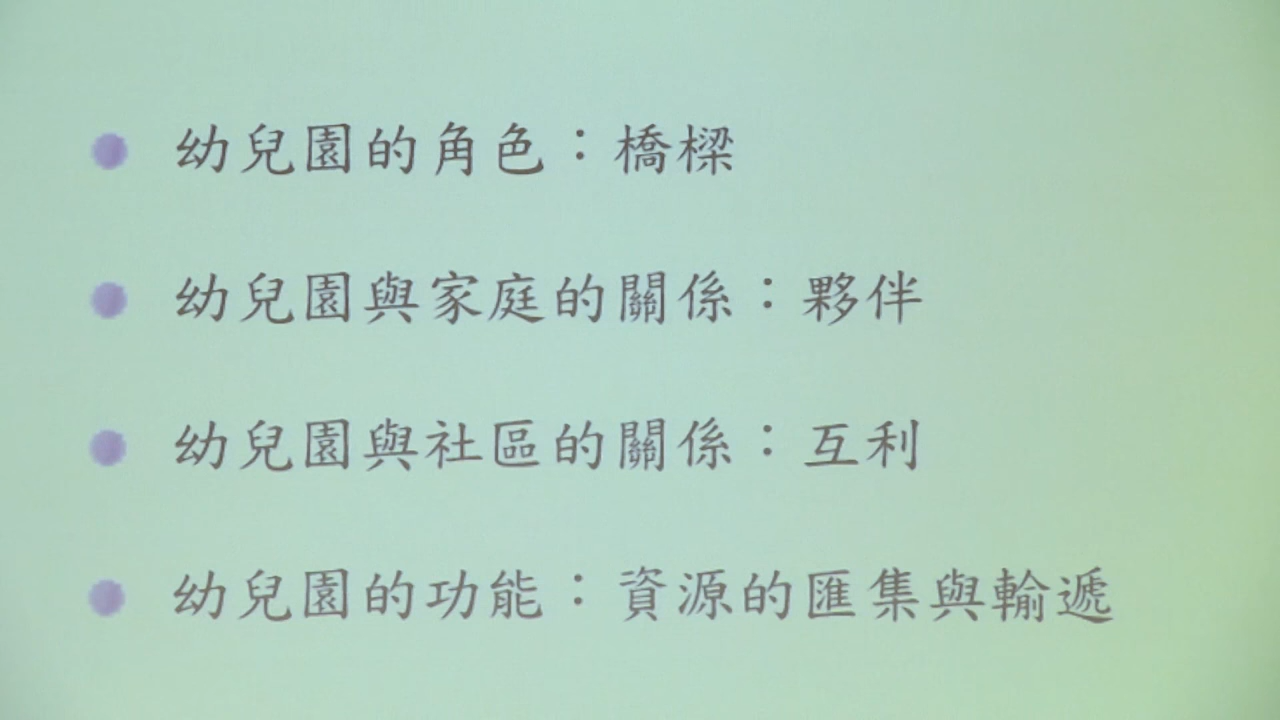 幼兒園的角色：橋樑
幼兒園與家庭的關係：夥伴
幼兒園與社區的關係：互利
幼兒園的功能：資源的匯集與輸遞